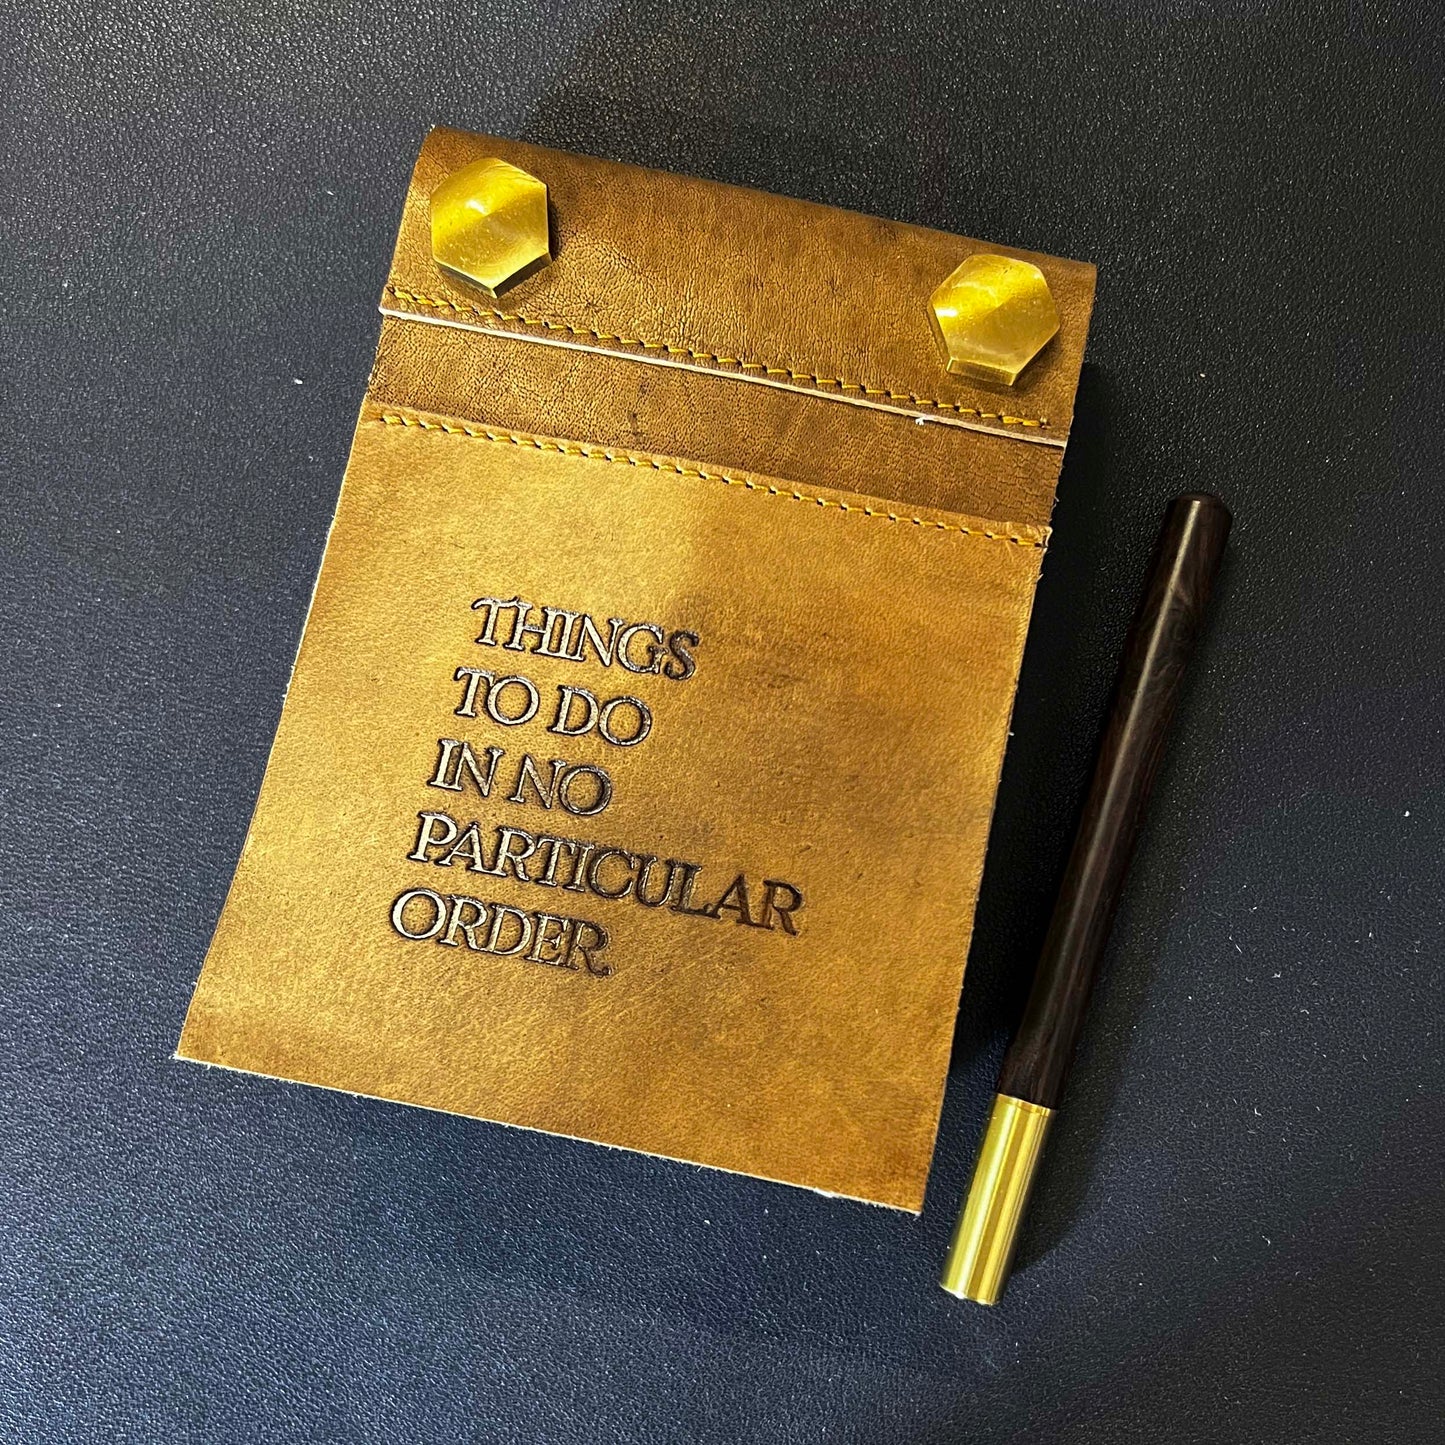 THINGS
TO DO
IN NO
PARTICULAR
ORDER.